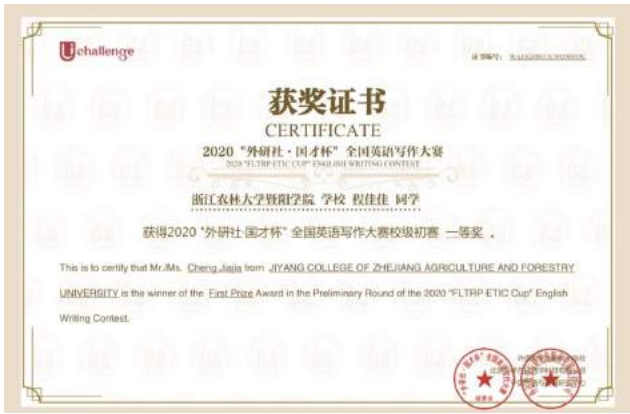 Uchallenge
证书编号:
获奖证书
CERTIFICATE
2020 “外研社·国才杯” 全国英语写作大赛
2020 "FLTRP·ETIC CUP" ENGLISH WRITING CONTEST
浙江农林大学暨阳学院 学校 程佳佳 同学
获得2020 “外研社·国才杯” 全国英语写作大赛校级初赛 一等奖 。
This is to certify that Mr./Ms. Cheng Jiajia from JIYANG COLLEGE OF ZHEJIANG AGRICULTURE AND FORESTRY
UNIVERSITY is the winner of the First Prize Award in the Preliminary Round of the 2020 "FLTRP-ETIC Cup" English
Writing Contest.